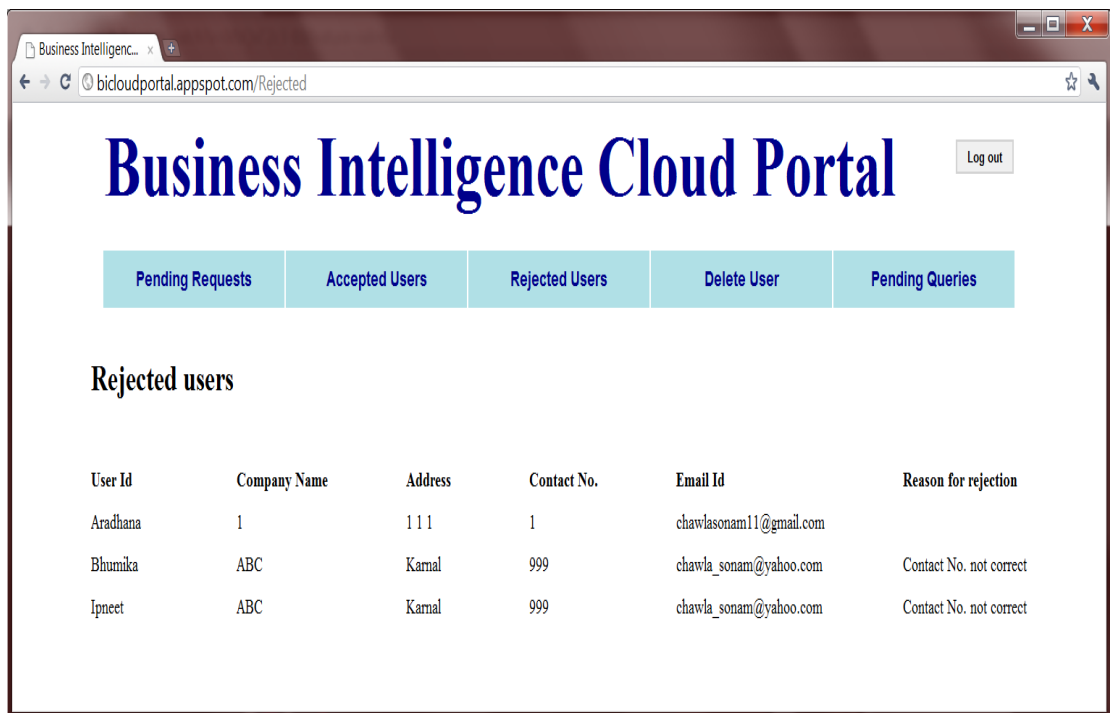 X
Business Intelligenc... x +
bicloudportal.appspot.com/Rejected
Business Intelligence Cloud Portal Log out
Pending Requests Accepted Users Rejected Users Delete User Pending Queries
Rejected users
User Id Company Name Address Contact No. Email Id Reason for rejection
Aradhana 1 1 1 1 1 chawlasonam11@gmail.com
Bhumika ABC Karnal 999 chawla_sonam@yahoo.com Contact No. not correct
Ipneet ABC Karnal 999 chawla_sonam@yahoo.com Contact No. not correct